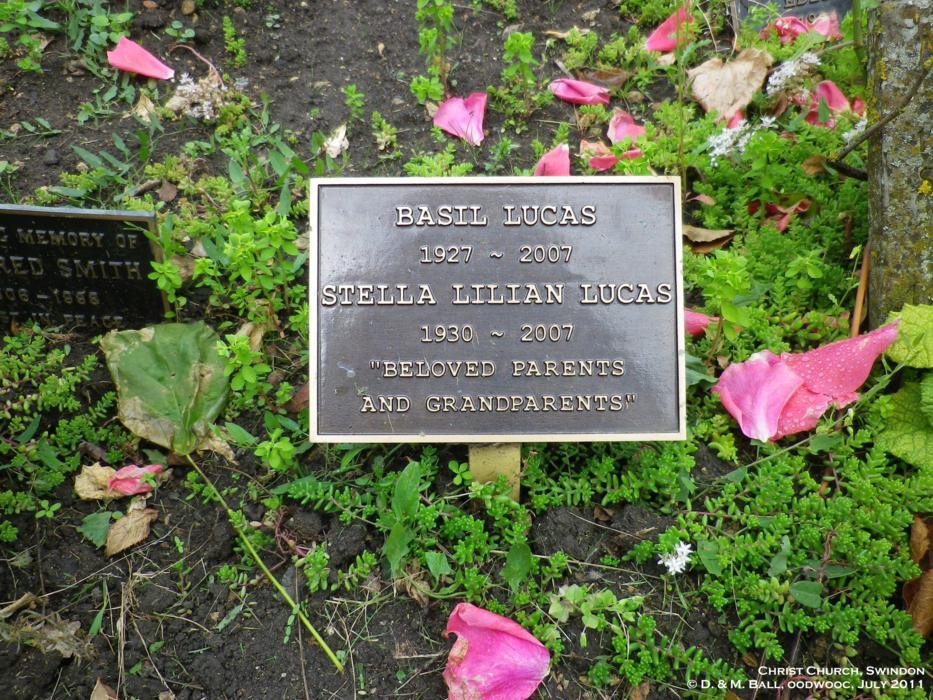 BASIL LUCAS
1927 ~ 2007
STELLA LILIAN LUCAS
1930 ~ 2007
"BELOVED PARENTS
AND GRANDPARENTS"
MEMORY OF
RED SMITH
CHRIST CHURCH, SWINDON
© D. & M. BALL, OODWOOC, JULY 2011